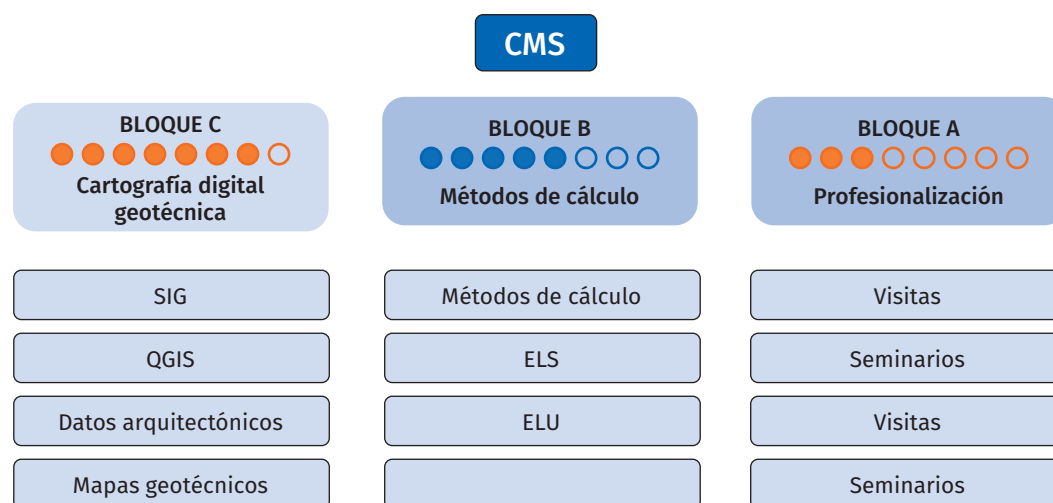 CMS
BLOQUE C
Cartografía digital
geotécnica
SIG
QGIS
Datos arquitectónicos
Mapas geotécnicos
BLOQUE B
Métodos de cálculo
Métodos de cálculo
ELS
ELU
BLOQUE A
Profesionalización
Visitas
Seminarios
Visitas
Seminarios